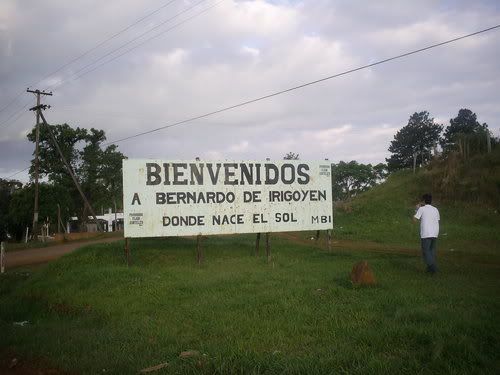 BIENVENIDOS
A BERNARDO DE IRIGOYEN
DONDE NACE EL SOL MBI